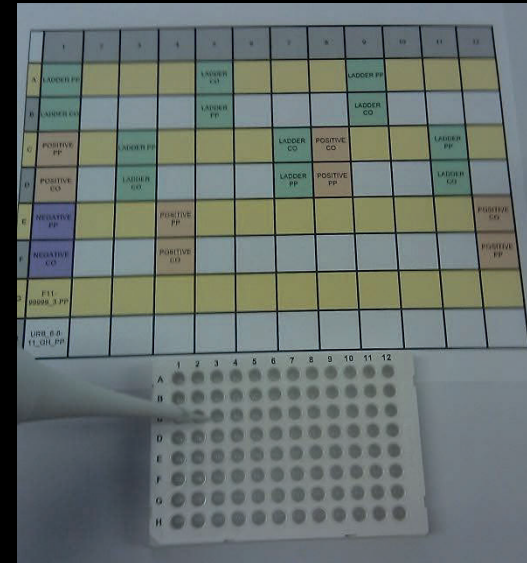 1 2 3 4 5 6 7 8 9 10 11 12
A LADDER PP LADDER CO LADDER PP
B LADDER CO LADDER PP LADDER CO
C POSITIVE PP LADDER PP LADDER CO POSITIVE CO LADDER PP
D POSITIVE CO LADDER CO LADDER PP POSITIVE PP LADDER CO
E NEGATIVE PP POSITIVE PP POSITIVE CO
F NEGATIVE CO POSITIVE CO POSITIVE PP
G F11-
1 2 3 4 5 6 7 8 9 10 11 12
A
B
D
E
F
G
H